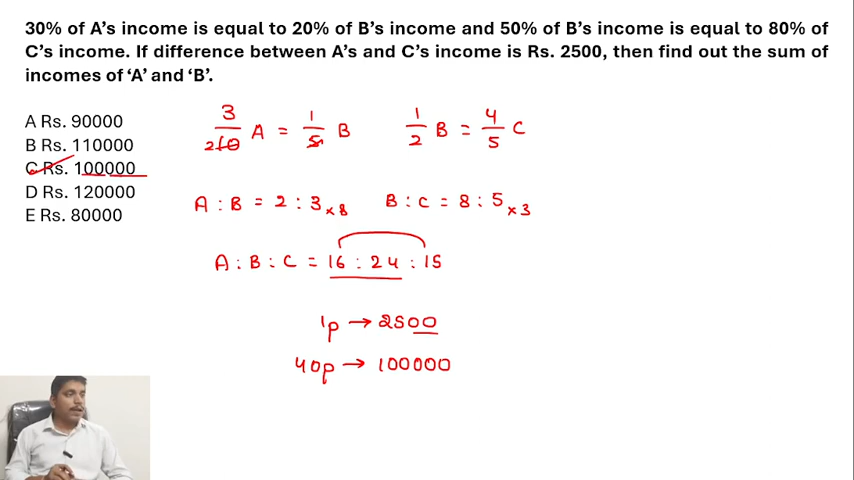 30% of A's income is equal to 20% of B's income and 50% of B's income is equal to 80% of
C's income. If difference between A's and C's income is Rs. 2500, then find out the sum of
incomes of 'A' and 'B'.
A Rs. 90000
B Rs. 110000
C Rs. 100000
D Rs. 120000
E Rs. 80000
3/10 A = 1/5 B
1/2 B = 4/5 C
A : B = 2 : 3 ×8
B : C = 8 : 5 ×3
A : B : C = 16 : 24 : 15
1p → 2500
40p → 100000